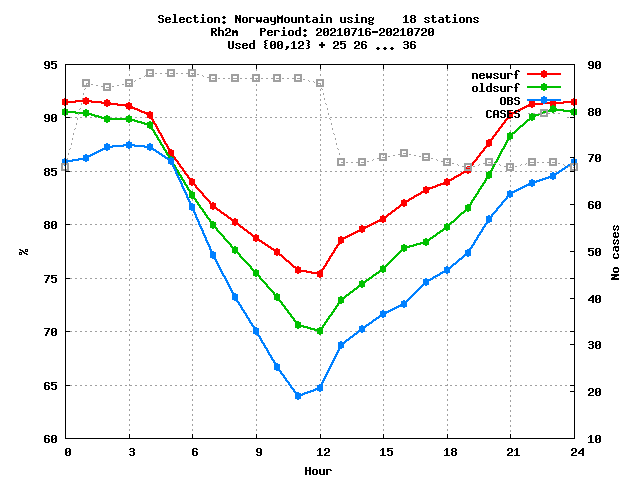 Selection: NorwayMountain using    18 stations
Rh2m   Period: 20210716-20210720
Used {00,12} + 25 26 ... 36
95 90
newsurf
oldsurf
OBS
CASES
90 80
85 70
80 60
% 50
No cases
75 40
70 30
65 20
60 10
0 3 6 9 12 15 18 21 24
Hour